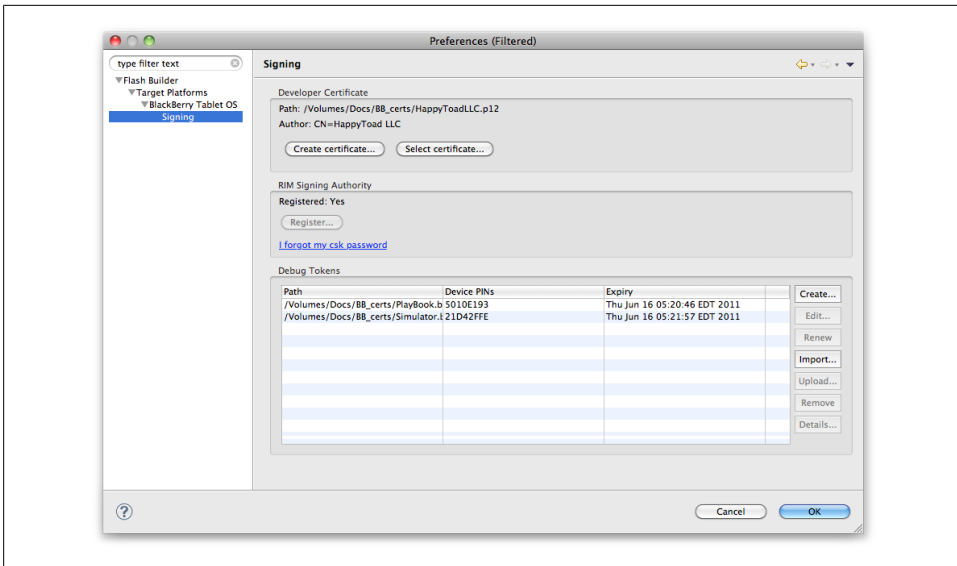 Preferences (Filtered)
type filter text
Flash Builder
Target Platforms
BlackBerry Tablet OS
Signing
Signing
Developer Certificate
Path: /Volumes/Docs/BB_certs/HappyToadLLC.p12
Author: CN=HappyToad LLC
Create certificate... Select certificate...
RIM Signing Authority
Registered: Yes
Register...
I forgot my csk password
Debug Tokens
Path Device PINs Expiry
/Volumes/Docs/BB_certs/PlayBook.b 5010E193 Thu Jun 16 05:20:46 EDT 2011
/Volumes/Docs/BB_certs/Simulator.b 21D42FFE Thu Jun 16 05:21:57 EDT 2011
Create...
Edit...
Renew
Import...
Upload...
Remove
Details...
?
Cancel OK